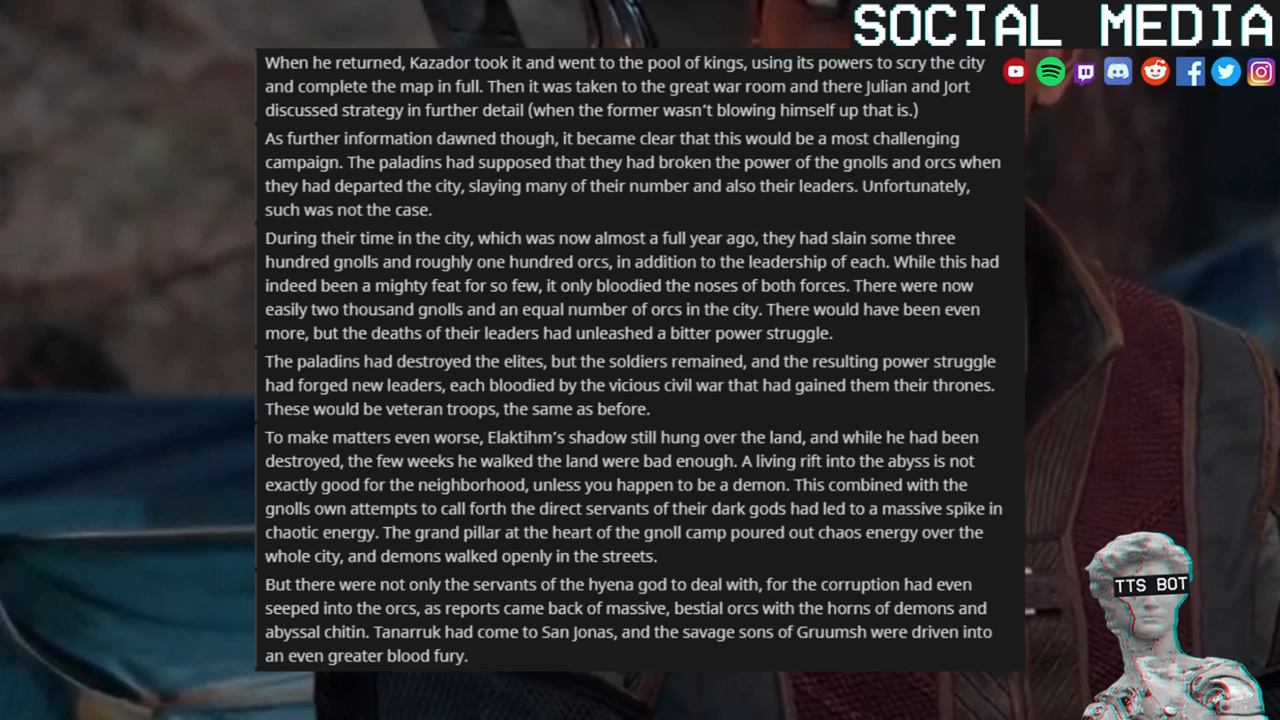 SOCIAL MEDIA
When he returned, Kazador took it and went to the pool of kings, using its powers to scry the city
and complete the map in full. Then it was taken to the great war room and there Julian and Jort
discussed strategy in further detail (when the former wasn't blowing himself up that is.)
As further information dawned though, it became clear that this would be a most challenging
campaign. The paladins had supposed that they had broken the power of the gnolls and orcs when
they had departed the city, slaying many of their number and also their leaders. Unfortunately,
such was not the case.
During their time in the city, which was now almost a full year ago, they had slain some three
hundred gnolls and roughly one hundred orcs, in addition to the leadership of each. While this had
indeed been a mighty feat for so few, it only bloodied the noses of both forces. There were now
easily two thousand gnolls and an equal number of orcs in the city. There would have been even
more, but the deaths of their leaders had unleashed a bitter power struggle.
The paladins had destroyed the elites, but the soldiers remained, and the resulting power struggle
had forged new leaders, each bloodied by the vicious civil war that had gained them their thrones.
These would be veteran troops, the same as before.
To make matters even worse, Elaktihm's shadow still hung over the land, and while he had been
destroyed, the few weeks he walked the land were bad enough. A living rift into the abyss is not
exactly good for the neighborhood, unless you happen to be a demon. This combined with the
gnolls own attempts to call forth the direct servants of their dark gods had led to a massive spike in
chaotic energy. The grand pillar at the heart of the gnoll camp poured out chaos energy over the
whole city, and demons walked openly in the streets.
But there were not only the servants of the hyena god to deal with, for the corruption had even
seeped into the orcs, as reports came back of massive, bestial orcs with the horns of demons and
abyssal chitin. Tanarruk had come to San Jonas, and the savage sons of Gruumsh were driven into
an even greater blood fury.
TTS BOT